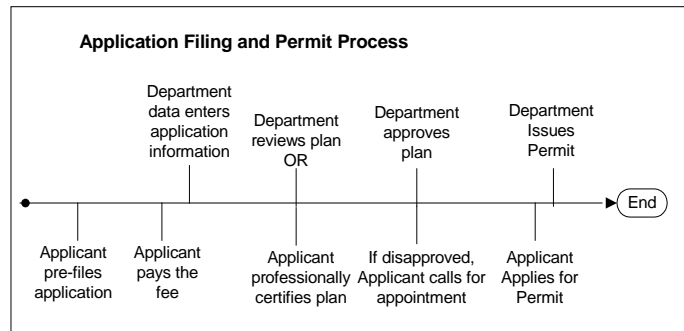 Application Filing and Permit Process
Department
data enters
application
information
Department
reviews plan
OR
Department
approves
plan
Department
Issues
Permit
End
Applicant
pre-files
application
Applicant
pays the
fee
Applicant
professionally
certifies plan
If disapproved,
Applicant calls for
appointment
Applicant
Applies for
Permit